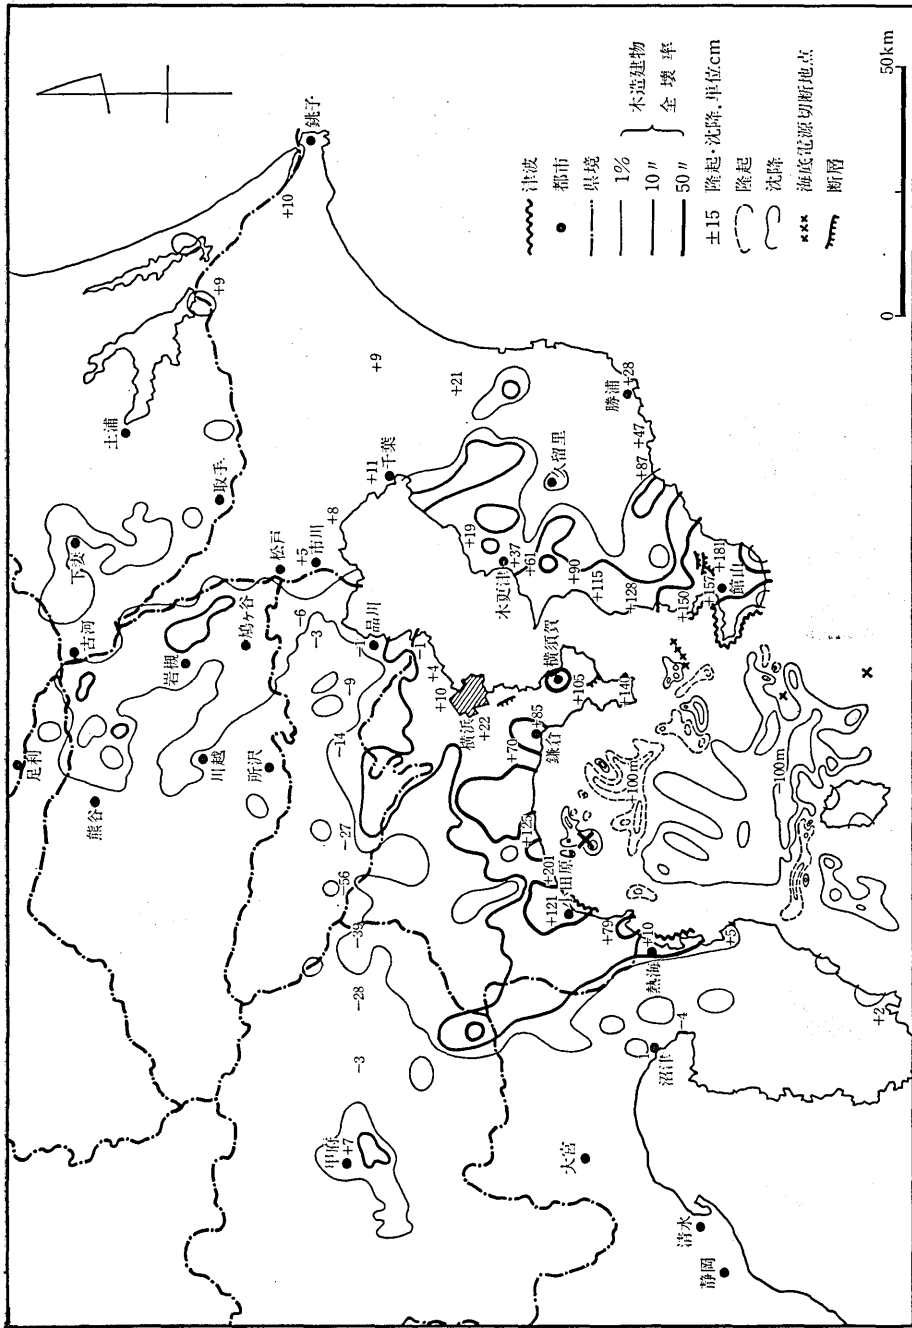 銚子
+10
+9
土浦
取手
+9
+21
勝浦
+28
+47
+87
久留里
千葉
+11
+8
+19
木更津
+37
+61
+90
+115
+128
+150
+157
+181
館山
下妻
古河
足利
熊谷
岩槻
鳩ヶ谷
川越
所沢
松戸
+5
市川
-6
-3
品川
-1
-1
+4
+10
横浜
+22
横須賀
+105
+140
-9
-14
-27
-56
-39
-28
-3
甲府
+7
+70
+85
鎌倉
+125
+201
+121
小田原
+79
+10
熱海
+5
+2
-4
沼津
大宮
清水
静岡
+100m
-100m
津波
都市
県境
1%
10〃
50〃
木造建物
全壊率
±15 隆起・沈降,単位cm
隆起
沈降
海底電源切断地点
断層
0
50km